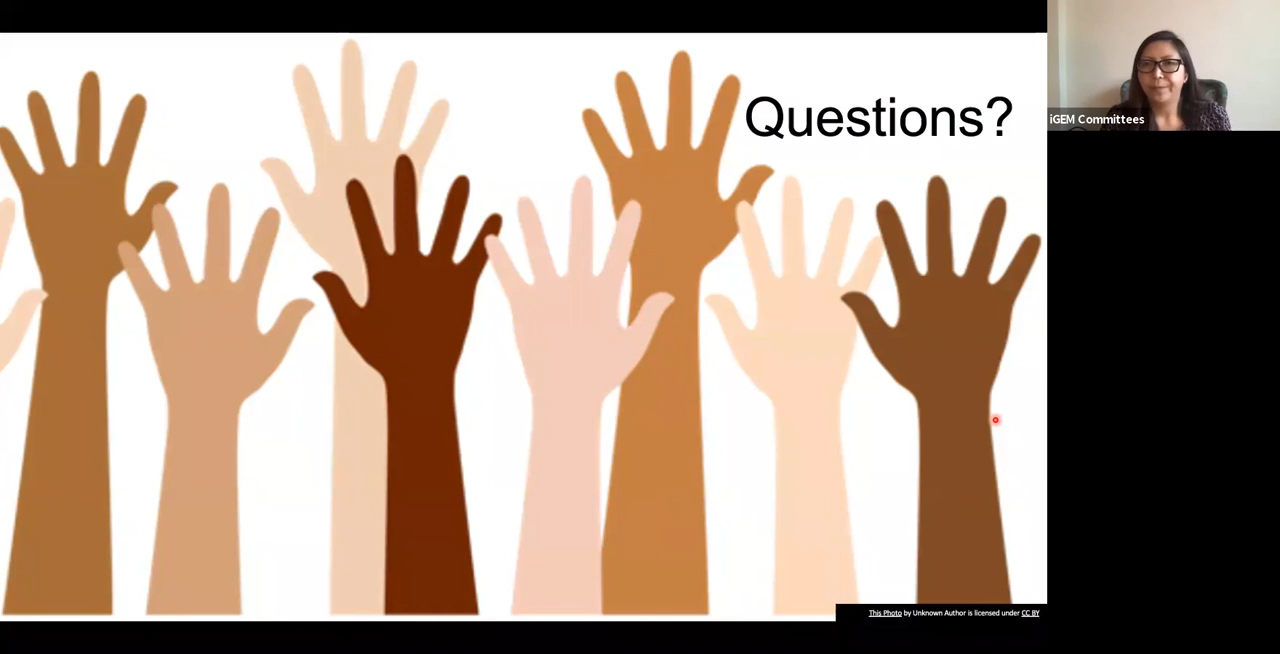 Questions?
iGEM Committees
This Photo by Unknown Author is licensed under CC BY